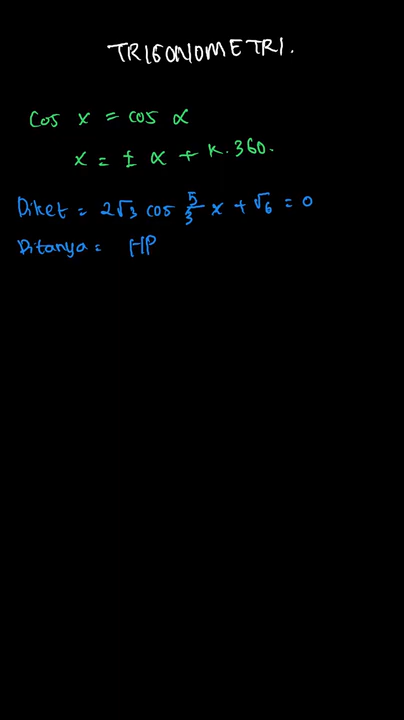 TRIGONOMETRI.
Cos x = cos α
x = ± α + K.360.
Diket = 2√3 cos 5/3 x + √6 = 0
Ditanya = HP